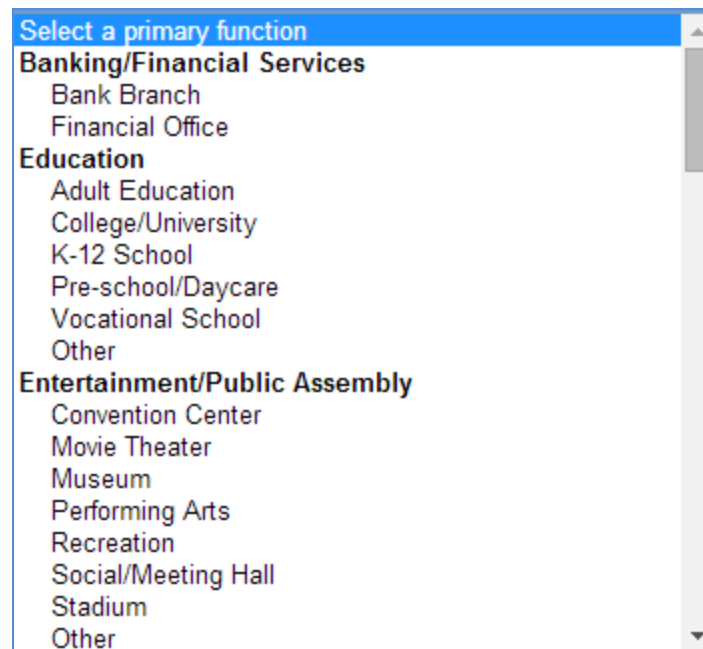 Select a primary function
Banking/Financial Services
Bank Branch
Financial Office
Education
Adult Education
College/University
K-12 School
Pre-school/Daycare
Vocational School
Other
Entertainment/Public Assembly
Convention Center
Movie Theater
Museum
Performing Arts
Recreation
Social/Meeting Hall
Stadium
Other